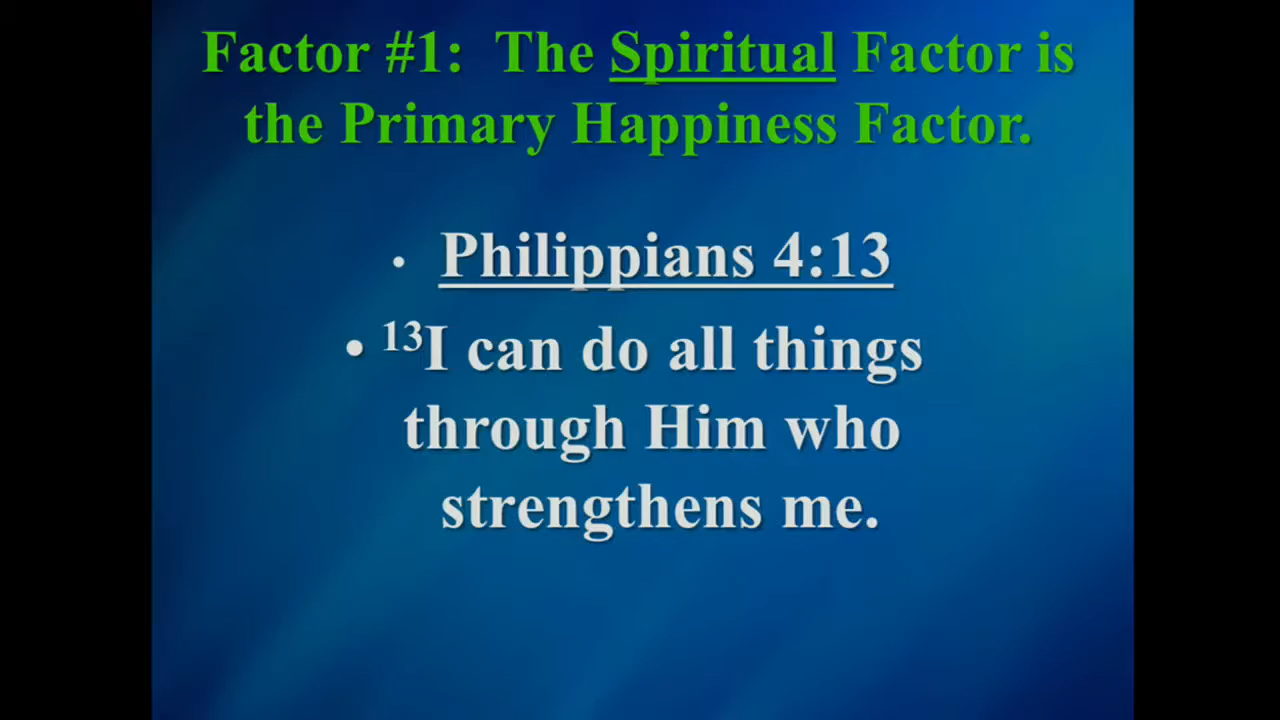 Factor #1: The Spiritual Factor is
the Primary Happiness Factor.
• Philippians 4:13
• ¹³I can do all things
through Him who
strengthens me.